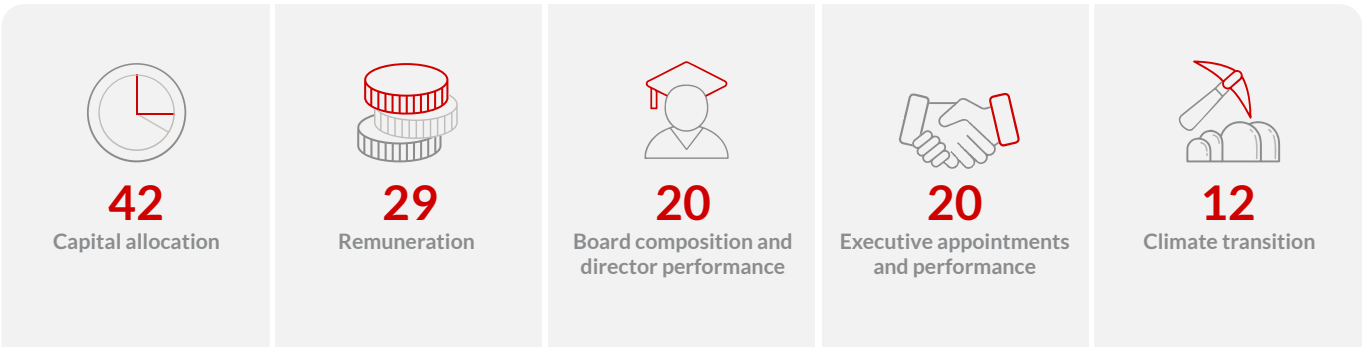 42
Capital allocation
29
Remuneration
20
Board composition and
director performance
20
Executive appointments
and performance
12
Climate transition